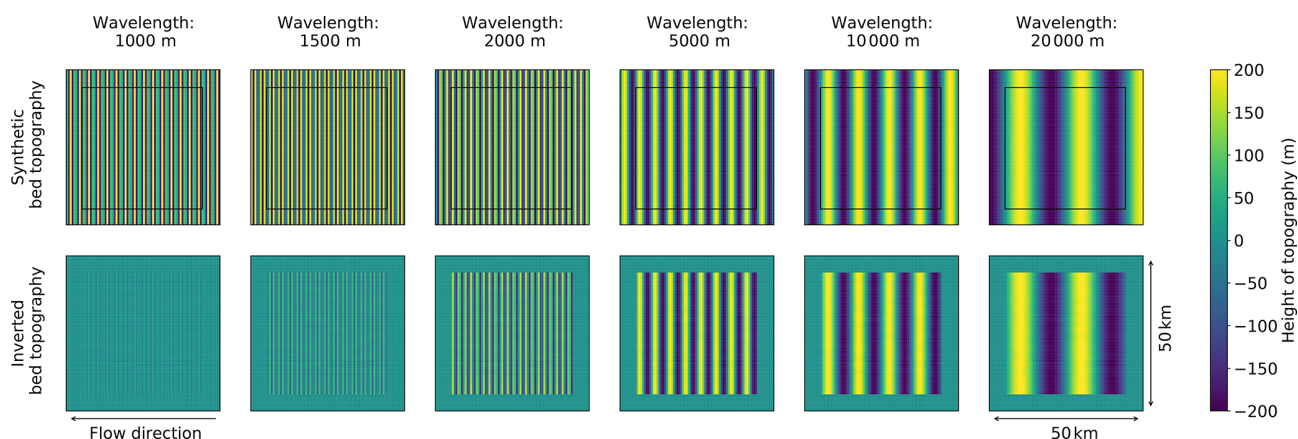 Wavelength:
1000 m
Wavelength:
1500 m
Wavelength:
2000 m
Wavelength:
5000 m
Wavelength:
10 000 m
Wavelength:
20 000 m
Synthetic
bed topography
Inverted
bed topography
Flow direction
50 km
50 km
200
150
100
50
0
−50
−100
−150
−200
Height of topography (m)